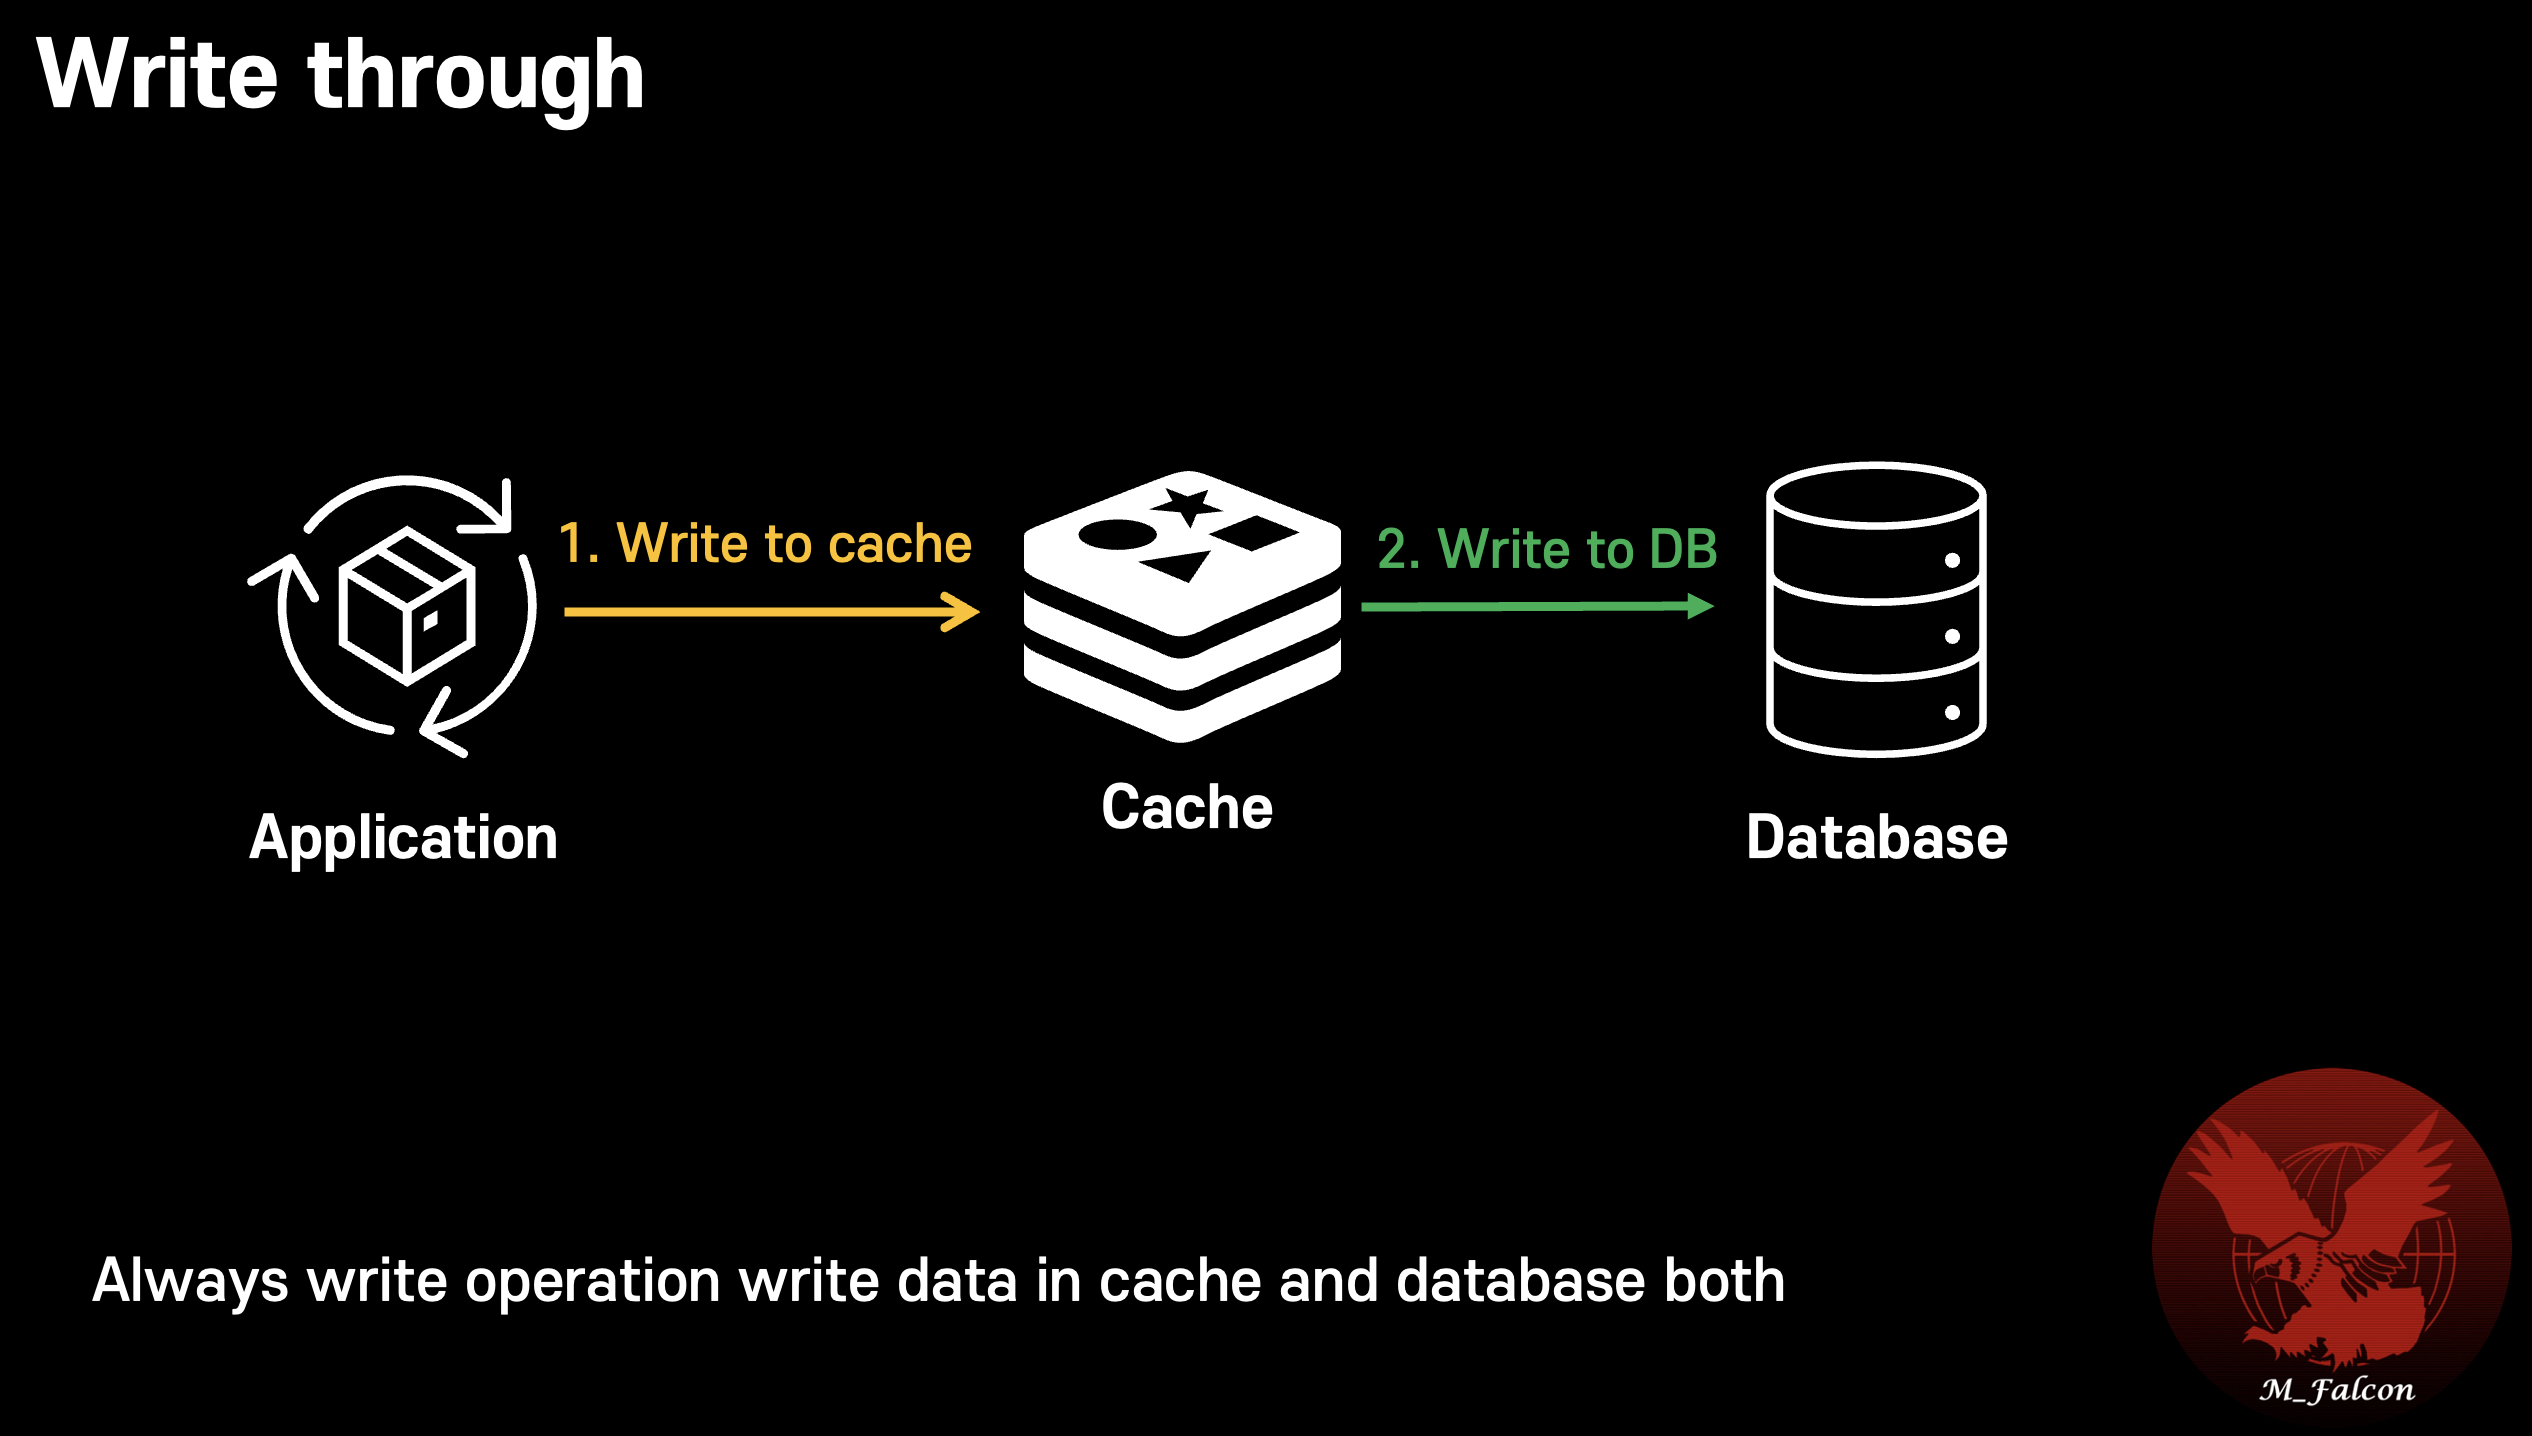 Write through
1. Write to cache
2. Write to DB
Application
Cache
Database
Always write operation write data in cache and database both
M_Falcon